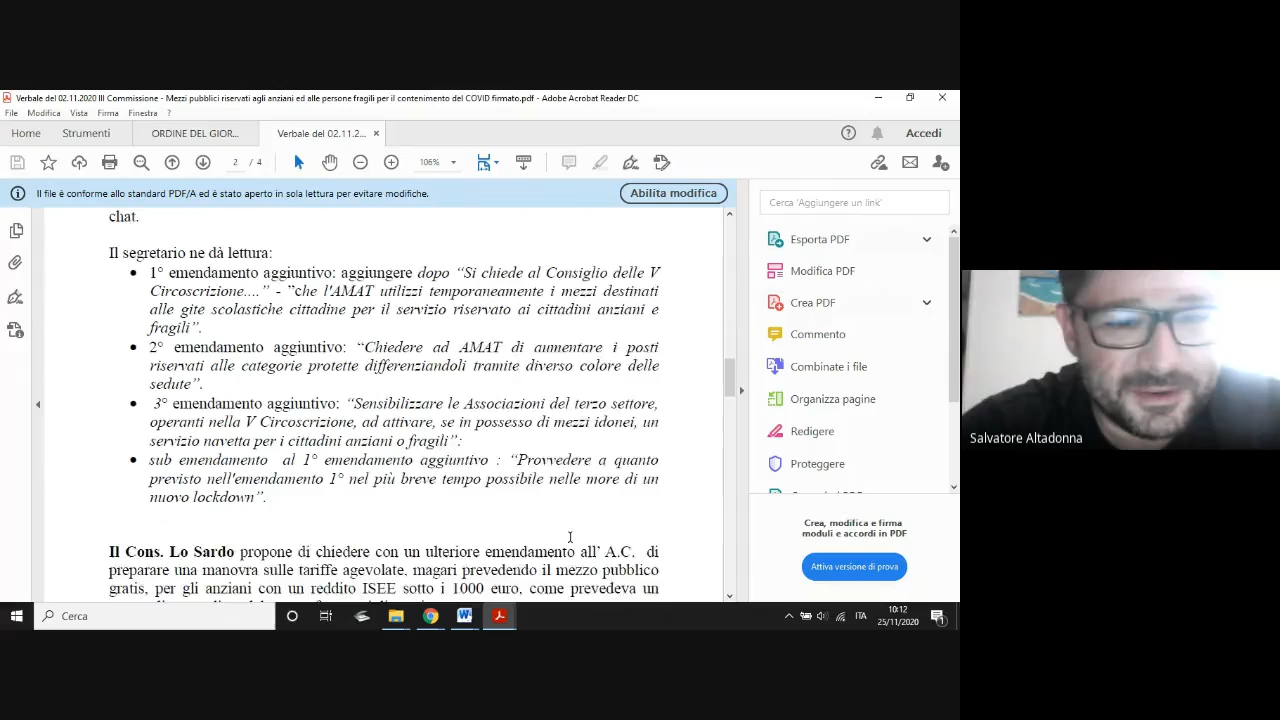 Verbale del 02.11.2020 III Commissione - Mezzi pubblici riservati agli anziani ed alle persone fragili per il contenimento del COVID firmato.pdf - Adobe Acrobat Reader DC
File Modifica Vista Firma Finestra ?
Home Strumenti ORDINE DEL GIOR... Verbale del 02.11.2... × Accedi
2 / 4 106%
Il file è conforme allo standard PDF/A ed è stato aperto in sola lettura per evitare modifiche. Abilita modifica
chat.
Il segretario ne dà lettura:
• 1° emendamento aggiuntivo: aggiungere dopo “Si chiede al Consiglio delle V
Circoscrizione....” - ”che l'AMAT utilizi temporaneamente i mezzi destinati
alle gite scolastiche cittadine per il servizio riservato ai cittadini anziani e
fragili”.
• 2° emendamento aggiuntivo: “Chiedere ad AMAT di aumentare i posti
riservati alle categorie protette differenziandoli tramite diverso colore delle
sedute”.
• 3° emendamento aggiuntivo: “Sensibilizzare le Associazioni del terzo settore,
operanti nella V Circoscrizione, ad attivare, se in possesso di mezzi idonei, un
servizio navetta per i cittadini anziani o fragili”:
• sub emendamento al 1° emendamento aggiuntivo : “Provvedere a quanto
previsto nell'emendamento 1° nel più breve tempo possibile nelle more di un
nuovo lockdown”.
Il Cons. Lo Sardo propone di chiedere con un ulteriore emendamento all’ A.C. di
preparare una manovra sulle tariffe agevolate, magari prevedendo il mezzo pubblico
gratis, per gli anziani con un reddito ISEE sotto i 1000 euro, come prevedeva un
Cerca 'Aggiungere un link'
Esporta PDF
Modifica PDF
Crea PDF
Commento
Combinate i file
Organizza pagine
Redigere
Proteggere
Crea, modifica e firma
moduli e accordi in PDF
Attiva versione di prova
Salvatore Altadonna
Cerca
ITA
10:12
25/11/2020
1